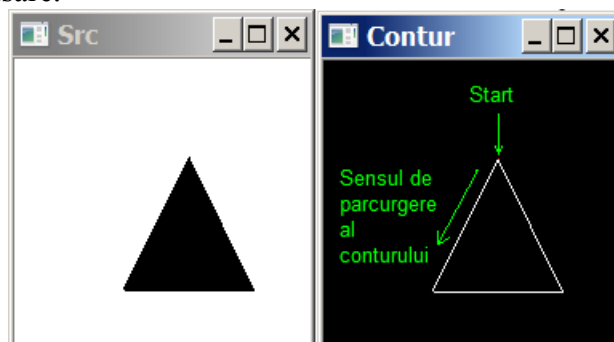 Src
Contur
Start
Sensul de
parcurgere
al
conturului